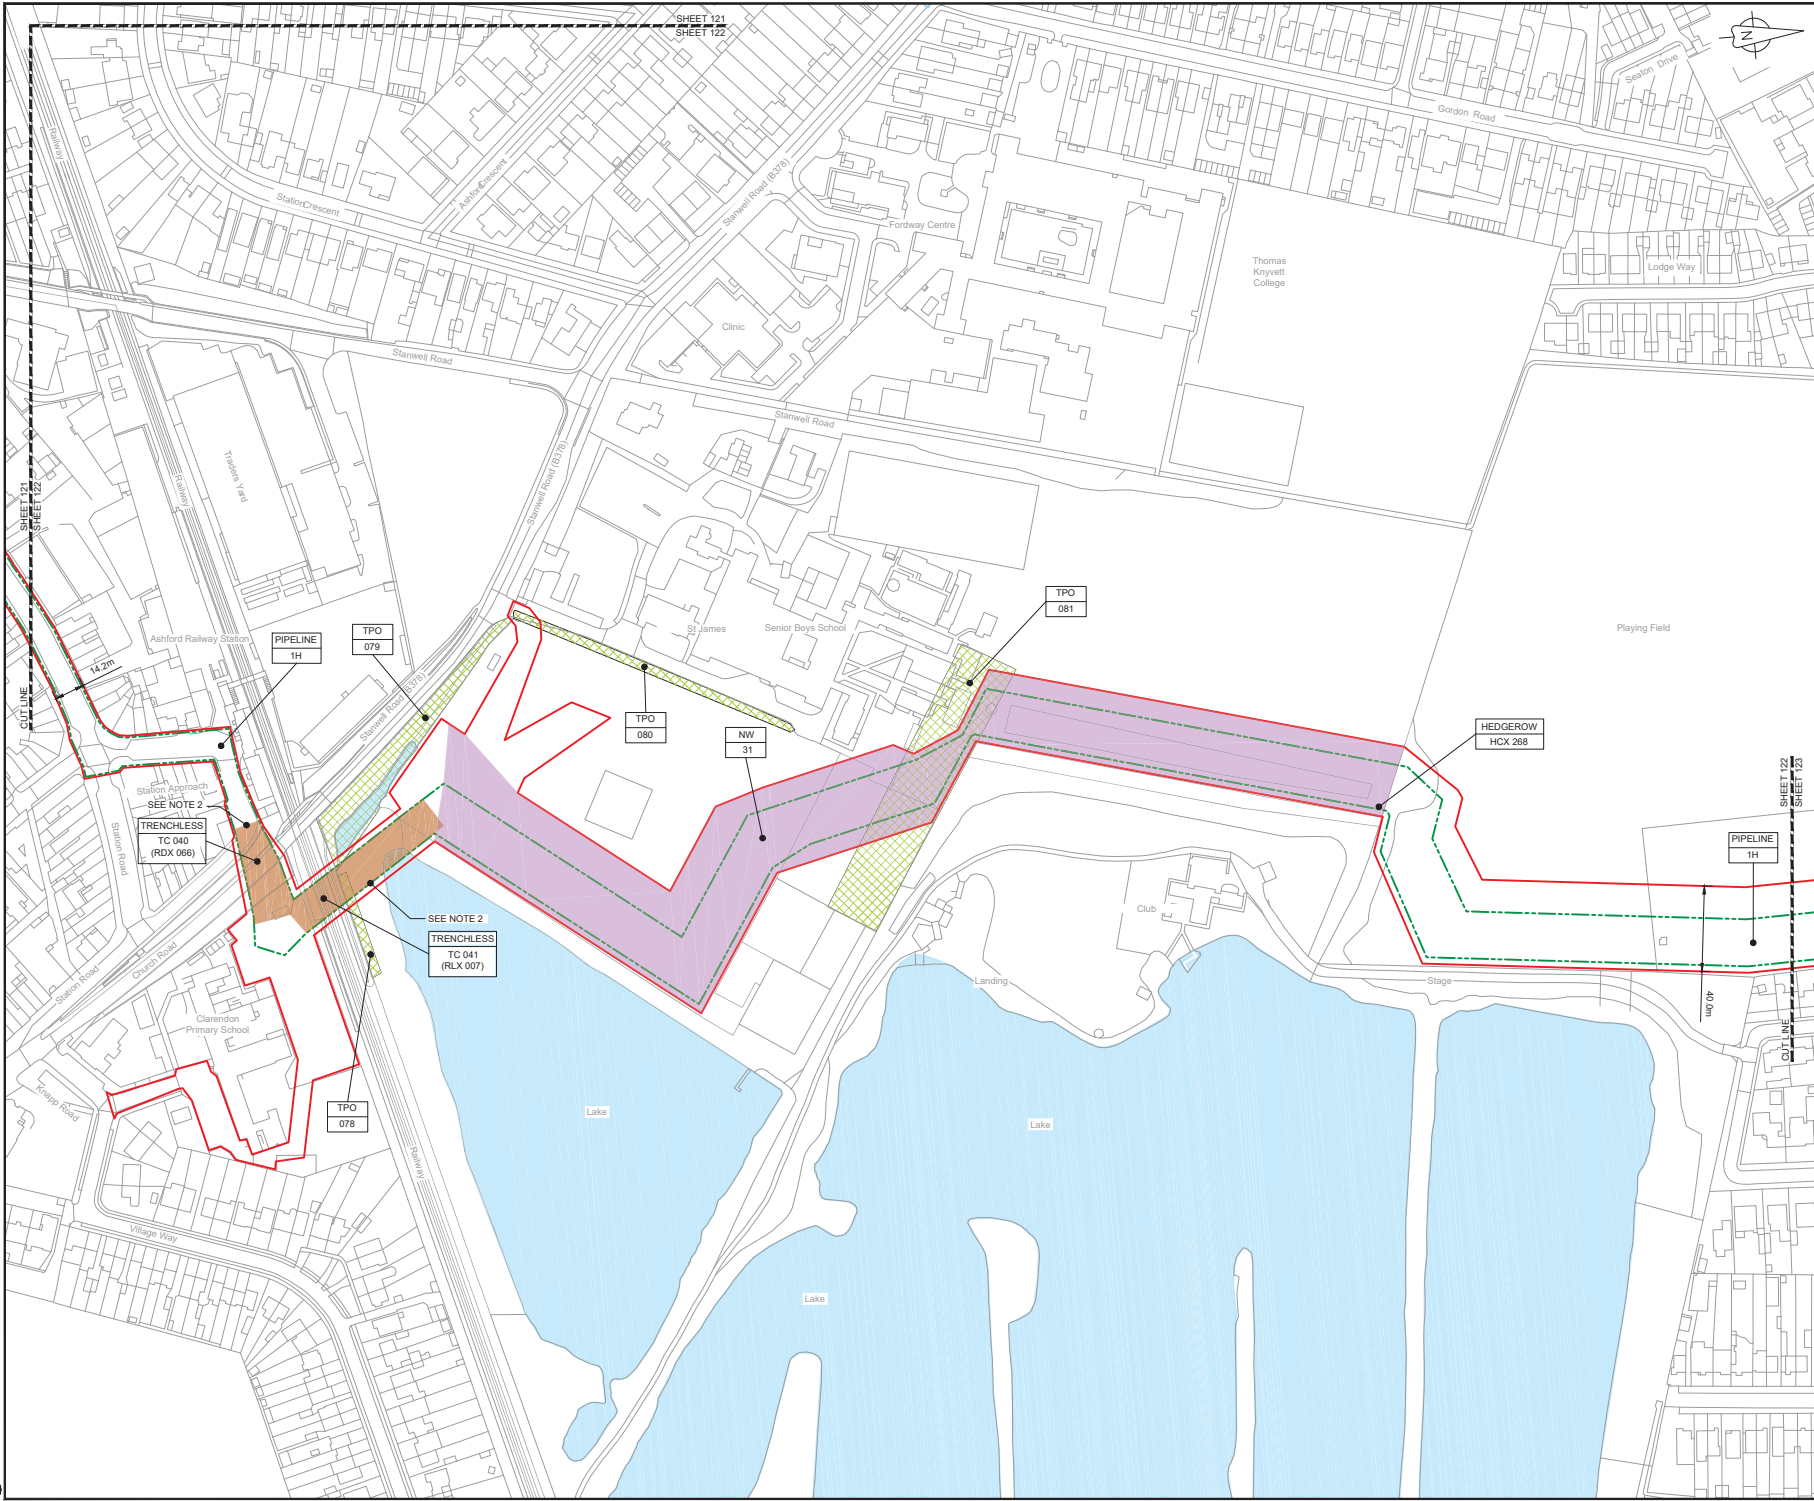 SHEET 121
SHEET 122
N
Seaton Drive
Gordon Road
Railway
Station Crescent
Ashford Crescent
Stanwell Road (B378)
Fordway Centre
Thomas
Knyvett
College
Lodge Way
Clinic
Stanwell Road
Stanwell Road
Traders Yard
Railway
Stanwell Road (B378)
SHEET 121
SHEET 122
CUT LINE
Ashford Railway Station
14.2m
PIPELINE
1H
TPO
079
St James
Senior Boys School
TPO
081
Playing Field
Stanwell Road (B378)
TPO
080
NW
31
HEDGEROW
HCX 268
SHEET 122
SHEET 123
Station Approach
SEE NOTE 2
TRENCHLESS
TC 040
(RDX 066)
Station Road
PIPELINE
1H
SEE NOTE 2
TRENCHLESS
TC 041
(RLX 007)
Club
Church Road
Station Road
Landing
Stage
40.0m
CUT LINE
Clarendon
Primary School
Knapp Road
TPO
078
Lake
Lake
Railway
Village Way
Lake